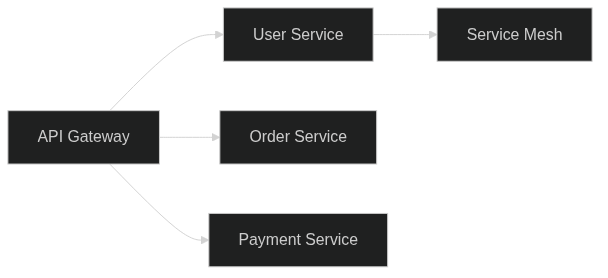 User Service
Service Mesh
API Gateway
Order Service
Payment Service